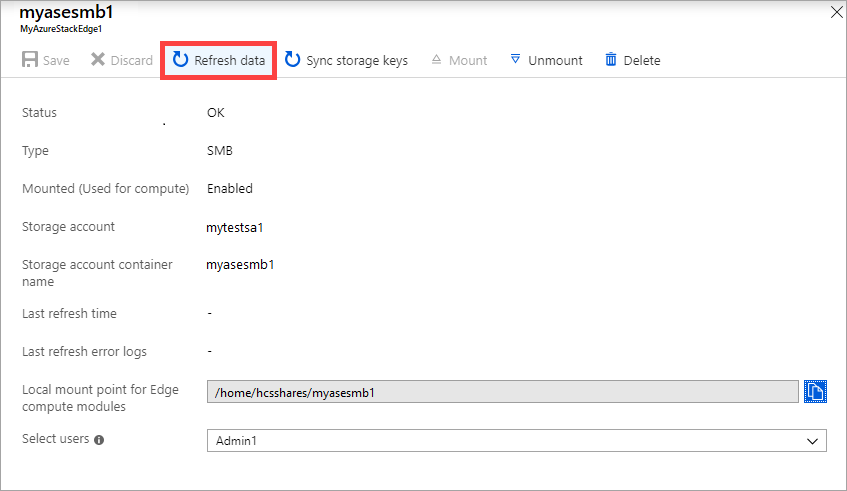 myasesmb1
MyAzureStackEdge1
Save Discard Refresh data Sync storage keys Mount Unmount Delete
Status OK
Type SMB
Mounted (Used for compute) Enabled
Storage account mytestsa1
Storage account container name myasesmb1
Last refresh time -
Last refresh error logs -
Local mount point for Edge compute modules /home/hcsshares/myasesmb1
Select users Admin1